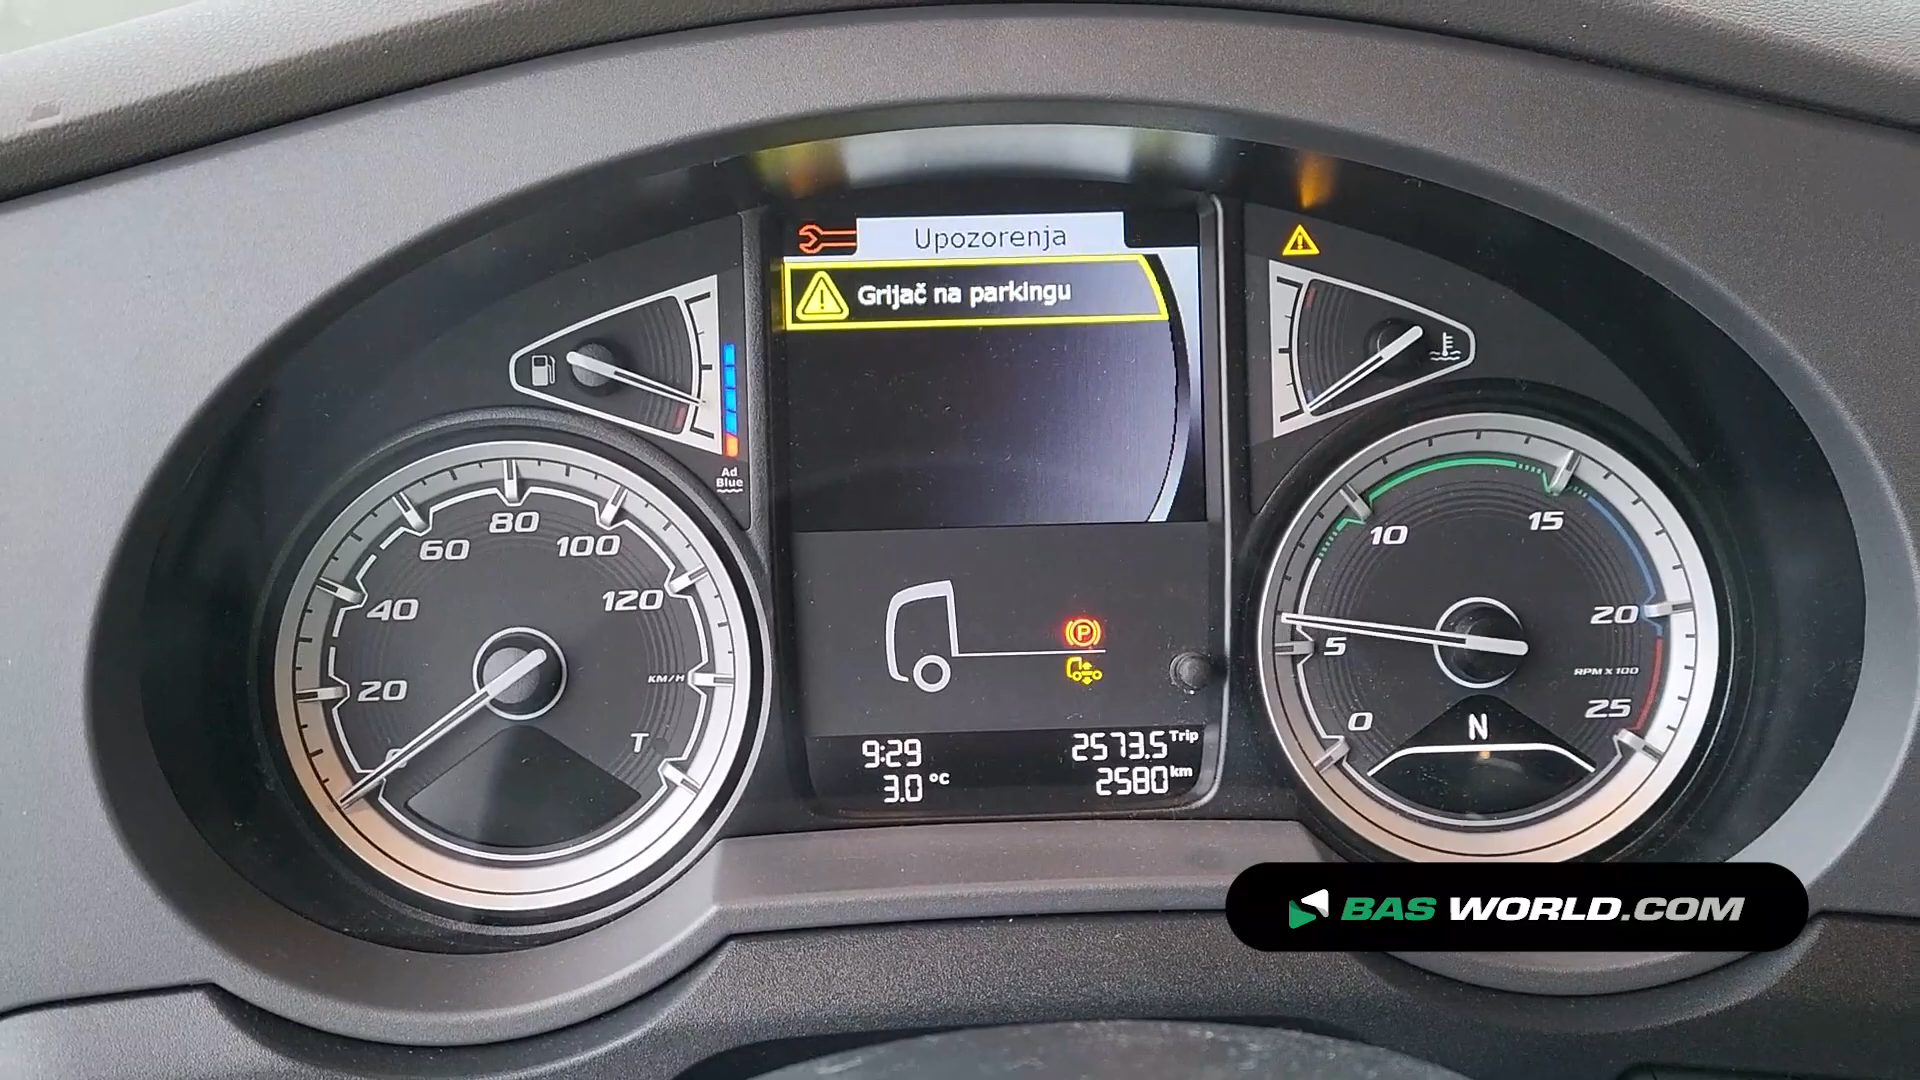 Upozorenja
Grijač na parkingu
Ad
Blue
20
40
60
80
100
120
KM/H
T
P
9:29
2573.5 Trip
3.0 °C
2580 km
0
5
10
15
20
25
RPM X 100
N
BAS WORLD.COM